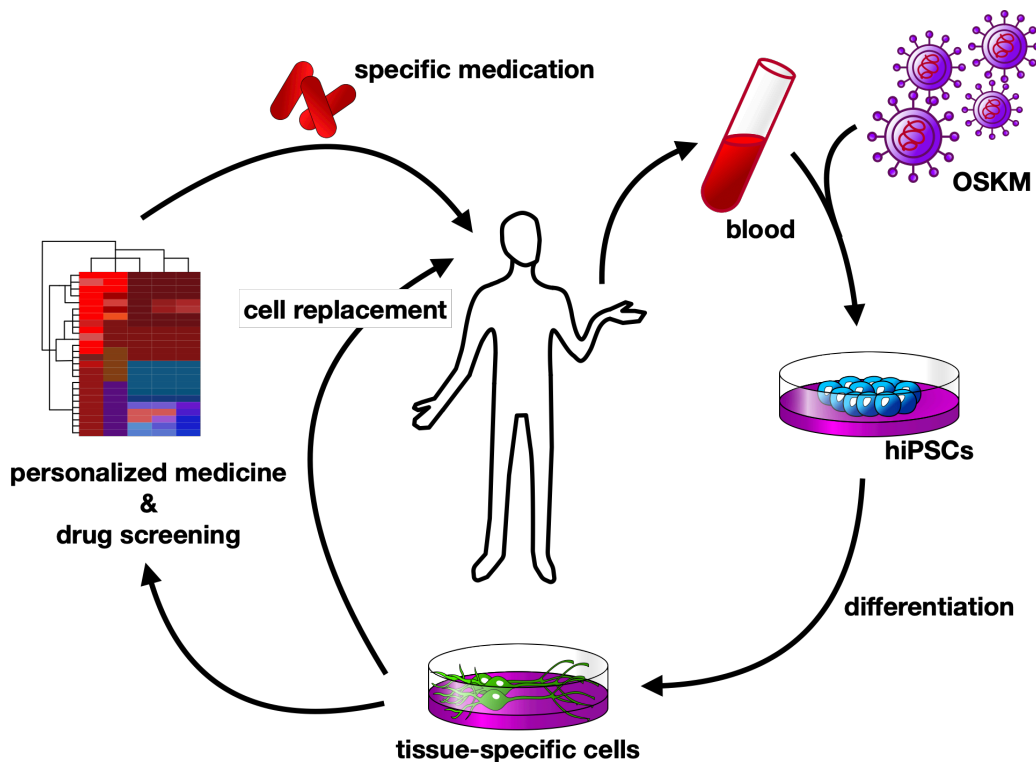 specific medication
OSKM
blood
cell replacement
hiPSCs
personalized medicine
&
drug screening
differentiation
tissue-specific cells